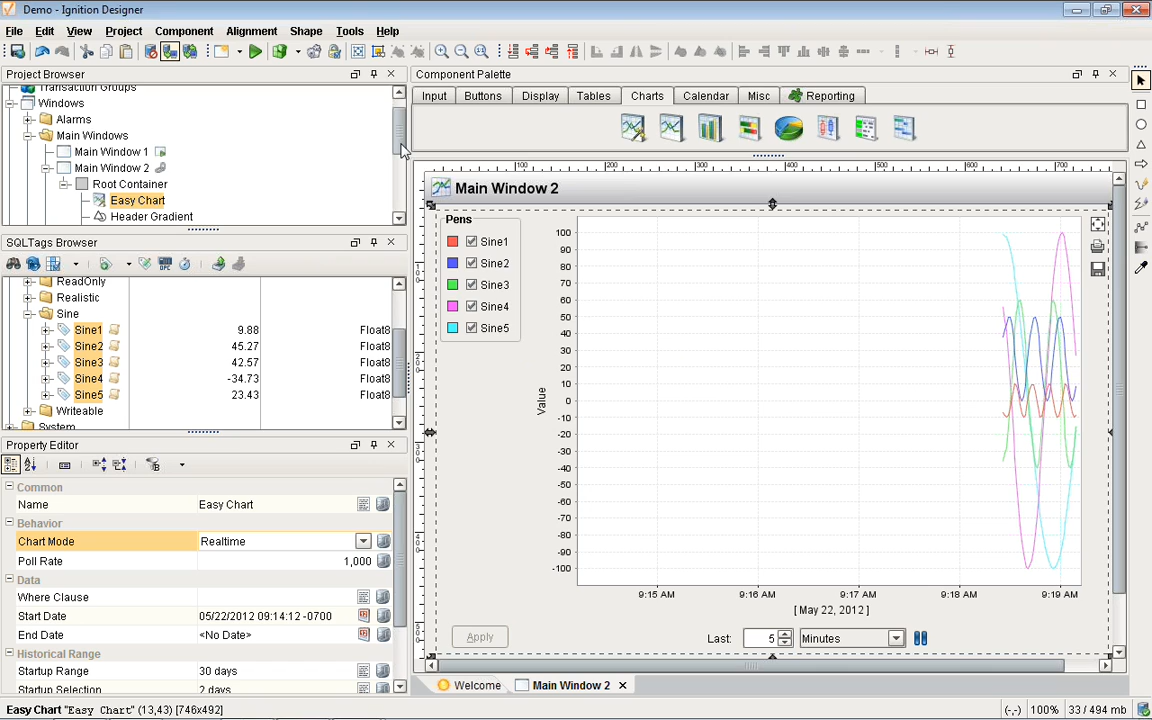 Demo - Ignition Designer
File Edit View Project Component Alignment Shape Tools Help
Project Browser
Transaction Groups
Windows
Alarms
Main Windows
Main Window 1
Main Window 2
Root Container
Easy Chart
Header Gradient
SQLTags Browser
ReadOnly
Realistic
Sine
Sine1 9.88 Float8
Sine2 45.27 Float8
Sine3 42.57 Float8
Sine4 -34.73 Float8
Sine5 23.43 Float8
Writeable
System
Property Editor
Common
Name Easy Chart
Behavior
Chart Mode Realtime
Poll Rate 1,000
Data
Where Clause
Start Date 05/22/2012 09:14:12 -0700
End Date <No Date>
Historical Range
Startup Range 30 days
Startup Selection 2 days
Component Palette
Input Buttons Display Tables Charts Calendar Misc Reporting
100 200 300 400 500 600 700
Main Window 2
Pens
Sine1
Sine2
Sine3
Sine4
Sine5
Value
100
90
80
70
60
50
40
30
20
10
0
-10
-20
-30
-40
-50
-60
-70
-80
-90
-100
9:15 AM 9:16 AM 9:17 AM 9:18 AM 9:19 AM
[ May 22, 2012 ]
Apply Last: 5 Minutes
Welcome Main Window 2
Easy Chart "Easy Chart" (13,43) [746x492] (-,-) 100% 33 / 494 mb